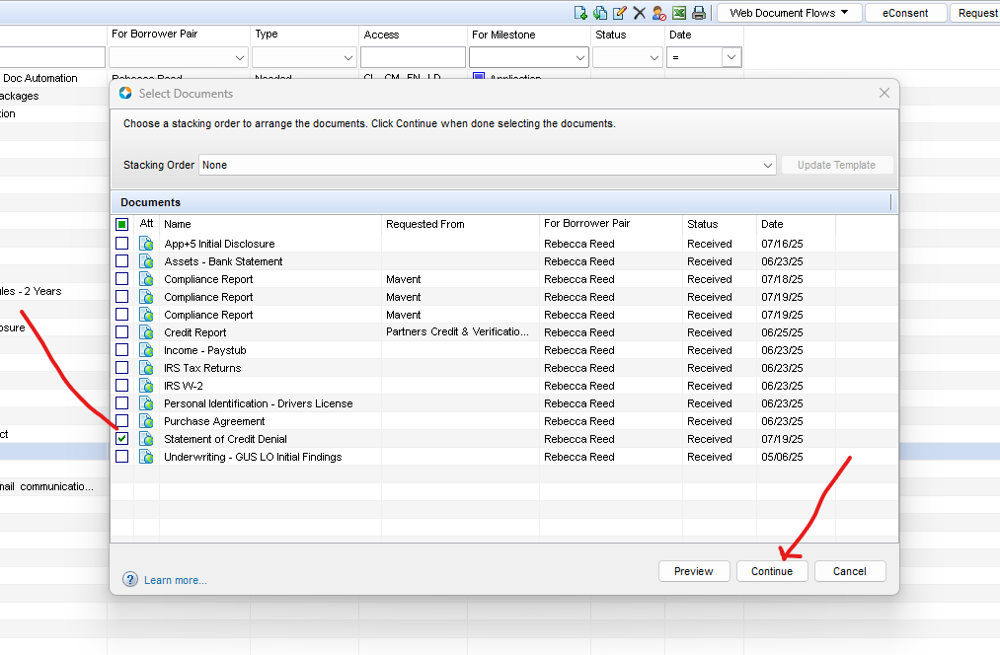 Web Document Flows eConsent Request
For Borrower Pair Type Access For Milestone Status Date
=
Doc Automation Rebecca Reed Needed CL, CM, FN, LD Application
ackages
tion
Select Documents
Choose a stacking order to arrange the documents. Click Continue when done selecting the documents.
Stacking Order None Update Template
Documents
Att Name Requested From For Borrower Pair Status Date
App+5 Initial Disclosure Rebecca Reed Received 07/16/25
Assets - Bank Statement Rebecca Reed Received 06/23/25
Compliance Report Mavent Rebecca Reed Received 07/18/25
ules - 2 Years Compliance Report Mavent Rebecca Reed Received 07/19/25
Compliance Report Mavent Rebecca Reed Received 07/19/25
osure Credit Report Partners Credit & Verificatio... Rebecca Reed Received 06/25/25
Income - Paystub Rebecca Reed Received 06/23/25
IRS Tax Returns Rebecca Reed Received 06/23/25
IRS W-2 Rebecca Reed Received 06/23/25
Personal Identification - Drivers License Rebecca Reed Received 06/23/25
Purchase Agreement Rebecca Reed Received 06/23/25
ct Statement of Credit Denial Rebecca Reed Received 07/19/25
Underwriting - GUS LO Initial Findings Rebecca Reed Received 05/06/25
mail communicatio...
? Learn more... Preview Continue Cancel